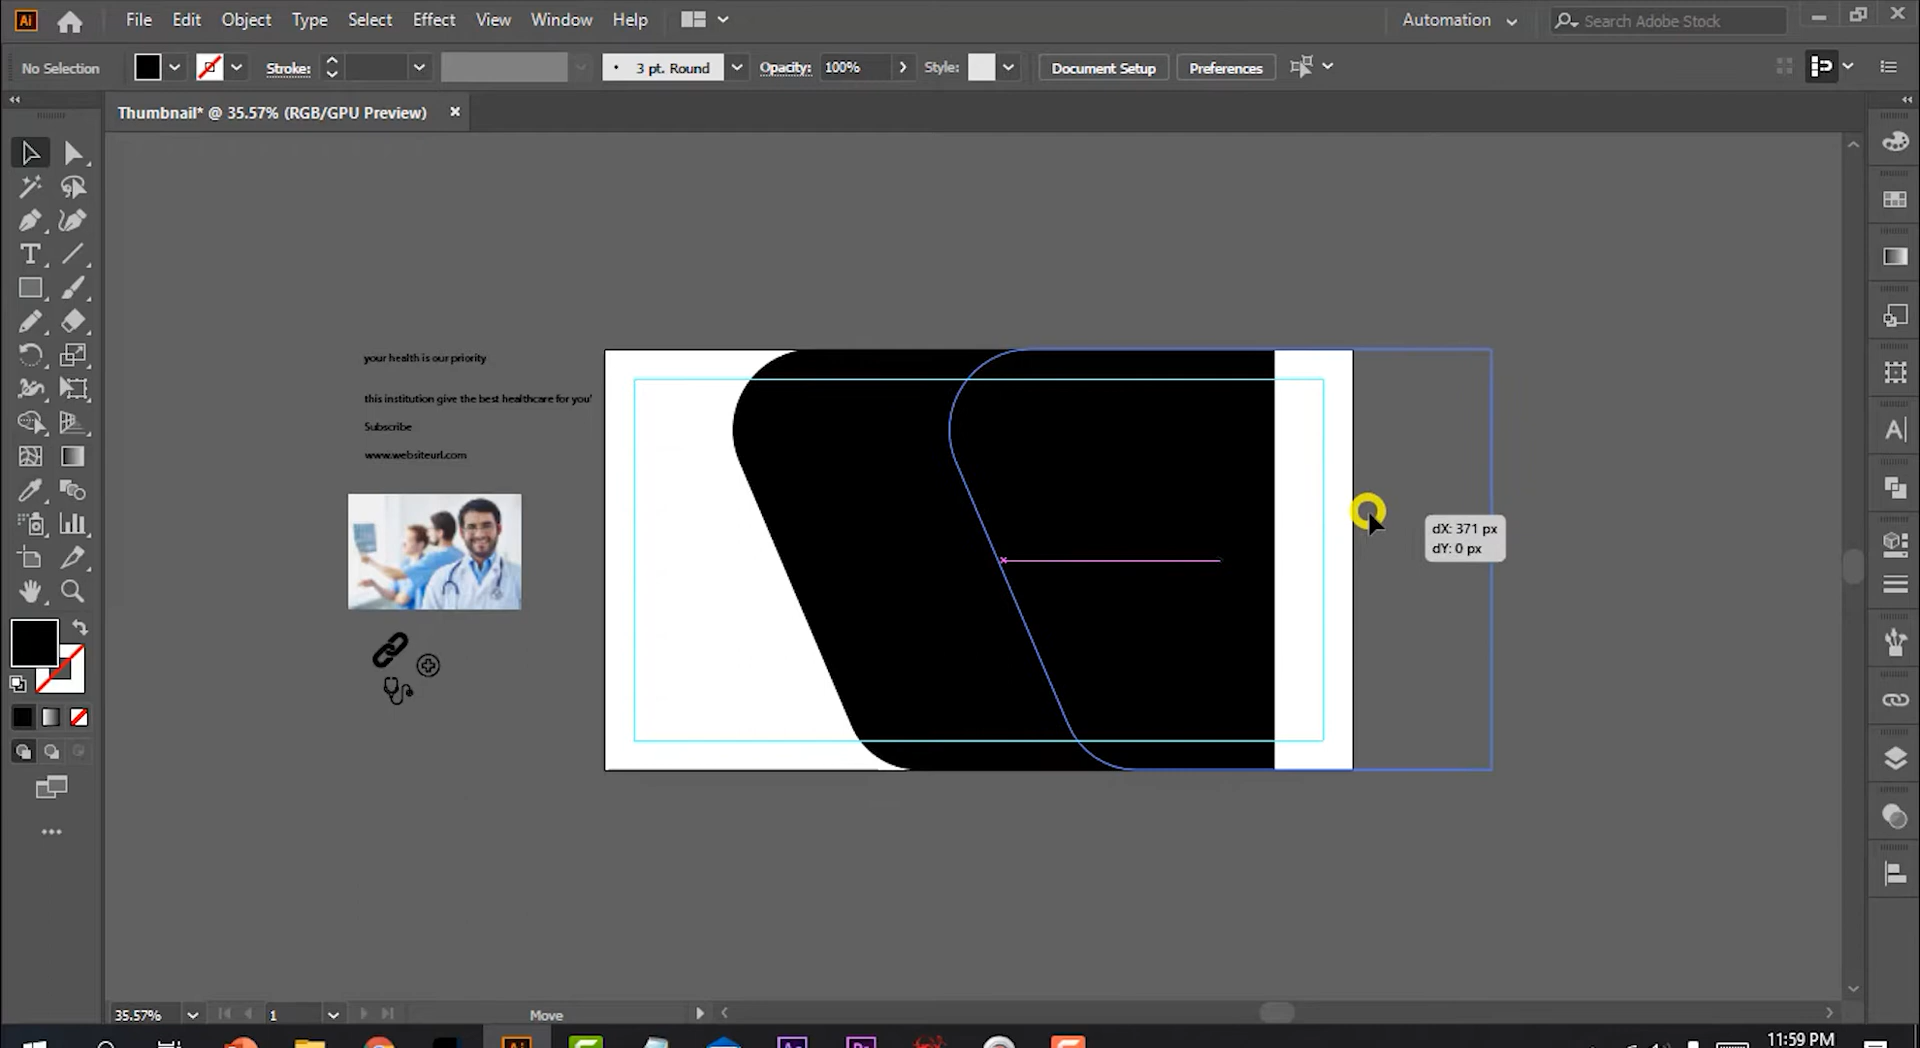 Ai File Edit Object Type Select Effect View Window Help Automation Search Adobe Stock
No Selection Stroke: 3 pt. Round Opacity: 100% Style: Document Setup Preferences
Thumbnail* @ 35.57% (RGB/GPU Preview)
your health is our priority
this institution give the best healthcare for you'
Subscribe
www.websiteurl.com
dX: 371 px
dY: 0 px
35.57% 1 Move
11:59 PM